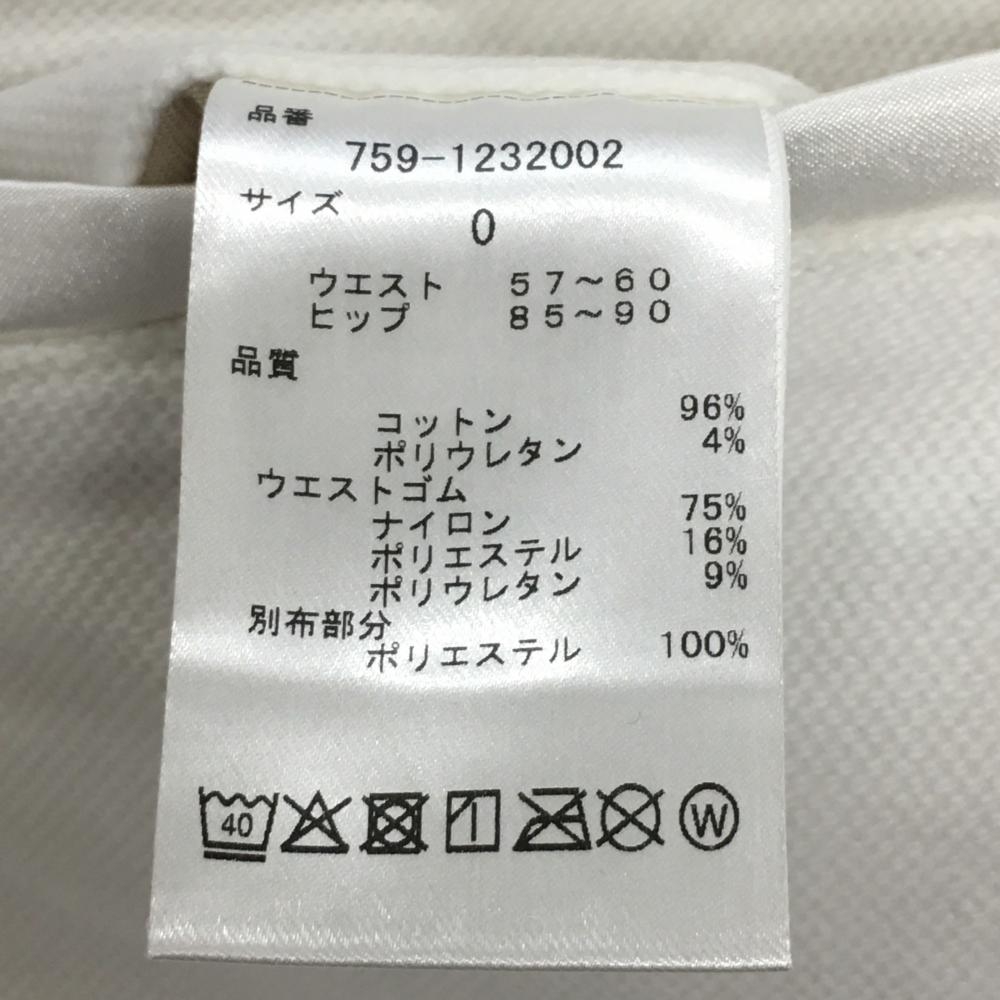 品番
759-1232002
サイズ
0
ウエスト 57～60
ヒップ 85～90
品質
コットン 96%
ポリウレタン 4%
ウエストゴム
ナイロン 75%
ポリエステル 16%
ポリウレタン 9%
別布部分
ポリエステル 100%
40 W